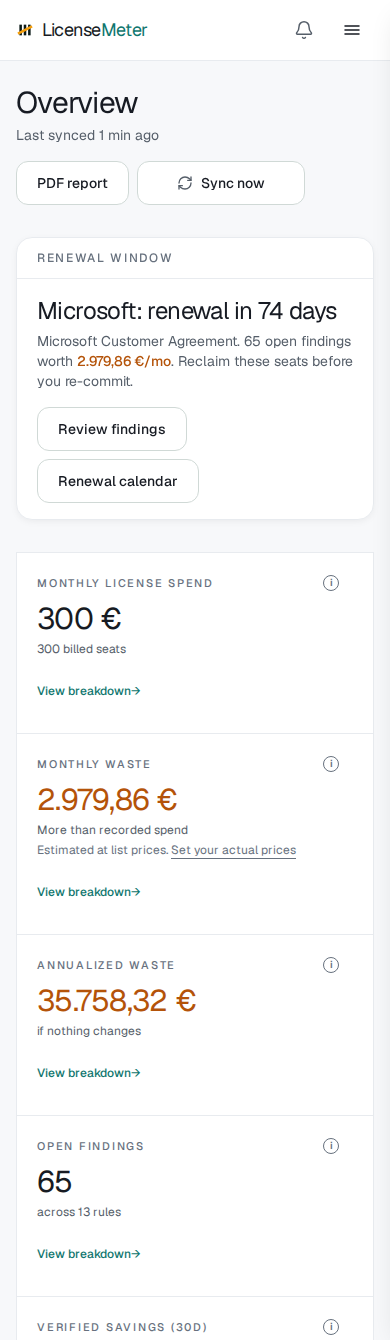 LicenseMeter
Overview
Last synced 1 min ago
PDF report
Sync now
RENEWAL WINDOW
Microsoft: renewal in 74 days
Microsoft Customer Agreement. 65 open findings
worth 2.979,86 €/mo. Reclaim these seats before
you re-commit.
Review findings
Renewal calendar
MONTHLY LICENSE SPEND
300 €
300 billed seats
View breakdown→
MONTHLY WASTE
2.979,86 €
More than recorded spend
Estimated at list prices. Set your actual prices
View breakdown→
ANNUALIZED WASTE
35.758,32 €
if nothing changes
View breakdown→
OPEN FINDINGS
65
across 13 rules
View breakdown→
VERIFIED SAVINGS (30D)